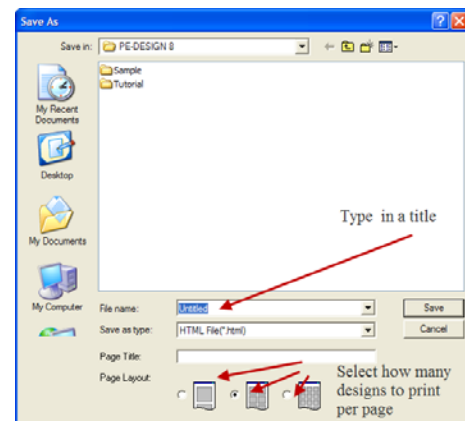 Save As
Save in: PE-DESIGN 8
Sample
Tutorial
My Recent
Documents
Desktop
My Documents
My Computer
Type in a title
File name: Untitled Save
Save as type: HTML File(*.html) Cancel
Page Title:
Page Layout:
Select how many
designs to print
per page